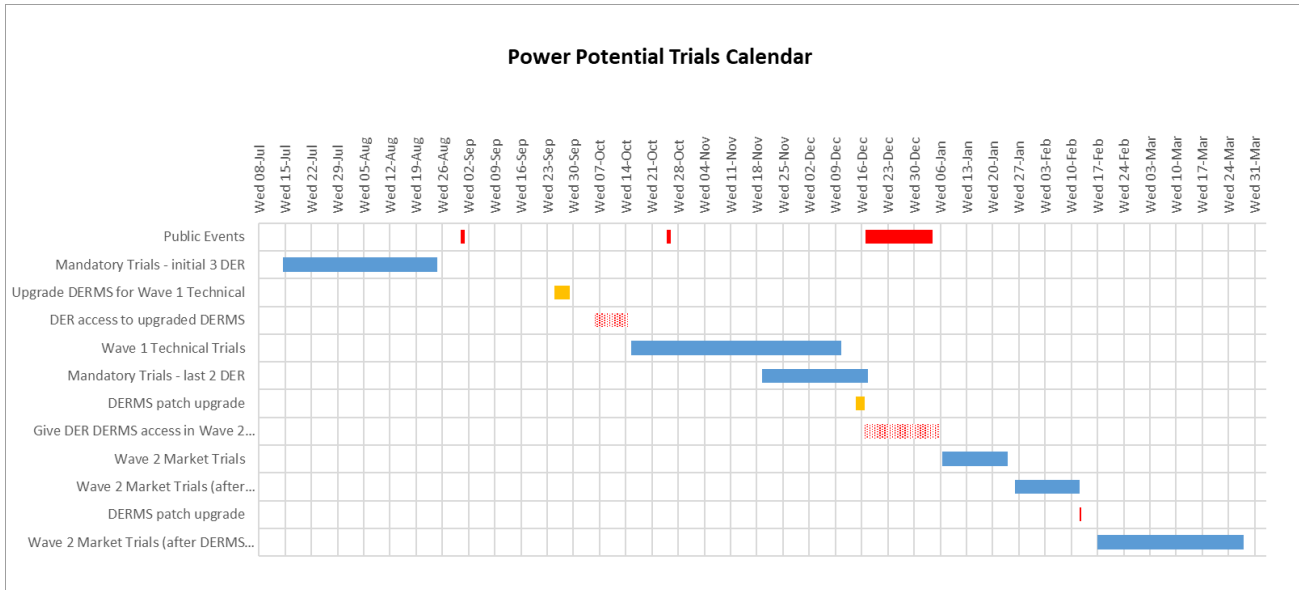 Power Potential Trials Calendar
Wed 08-Jul
Wed 15-Jul
Wed 22-Jul
Wed 29-Jul
Wed 05-Aug
Wed 12-Aug
Wed 19-Aug
Wed 26-Aug
Wed 02-Sep
Wed 09-Sep
Wed 16-Sep
Wed 23-Sep
Wed 30-Sep
Wed 07-Oct
Wed 14-Oct
Wed 21-Oct
Wed 28-Oct
Wed 04-Nov
Wed 11-Nov
Wed 18-Nov
Wed 25-Nov
Wed 02-Dec
Wed 09-Dec
Wed 16-Dec
Wed 23-Dec
Wed 30-Dec
Wed 06-Jan
Wed 13-Jan
Wed 20-Jan
Wed 27-Jan
Wed 03-Feb
Wed 10-Feb
Wed 17-Feb
Wed 24-Feb
Wed 03-Mar
Wed 10-Mar
Wed 17-Mar
Wed 24-Mar
Wed 31-Mar
Public Events
Mandatory Trials - initial 3 DER
Upgrade DERMS for Wave 1 Technical
DER access to upgraded DERMS
Wave 1 Technical Trials
Mandatory Trials - last 2 DER
DERMS patch upgrade
Give DER DERMS access in Wave 2...
Wave 2 Market Trials
Wave 2 Market Trials (after...
DERMS patch upgrade
Wave 2 Market Trials (after DERMS...